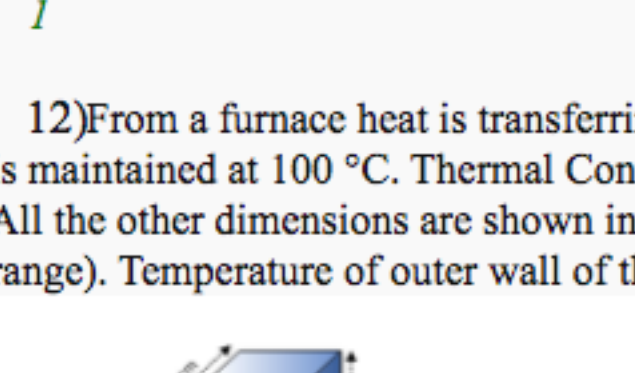 12)From a furnace heat is transferri
s maintained at 100 °C. Thermal Con
All the other dimensions are shown in
range). Temperature of outer wall of th